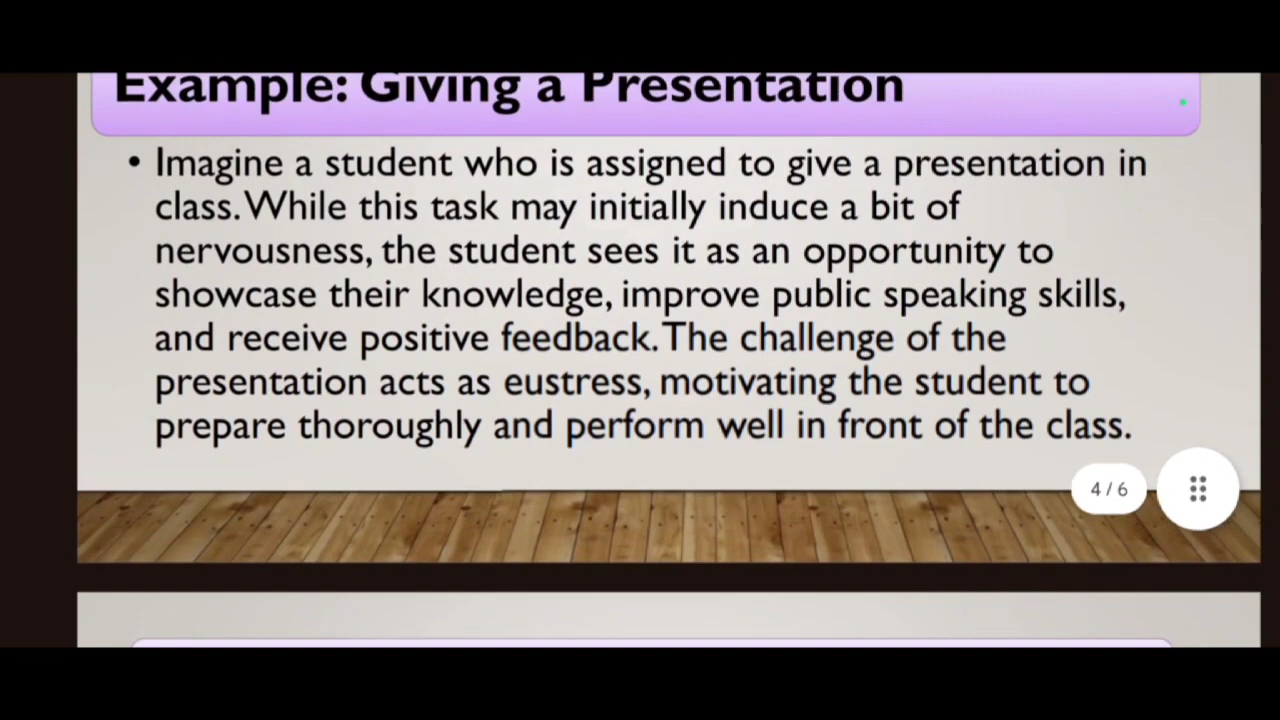 Example: Giving a Presentation
• Imagine a student who is assigned to give a presentation in
class. While this task may initially induce a bit of
nervousness, the student sees it as an opportunity to
showcase their knowledge, improve public speaking skills,
and receive positive feedback. The challenge of the
presentation acts as eustress, motivating the student to
prepare thoroughly and perform well in front of the class.
4 / 6